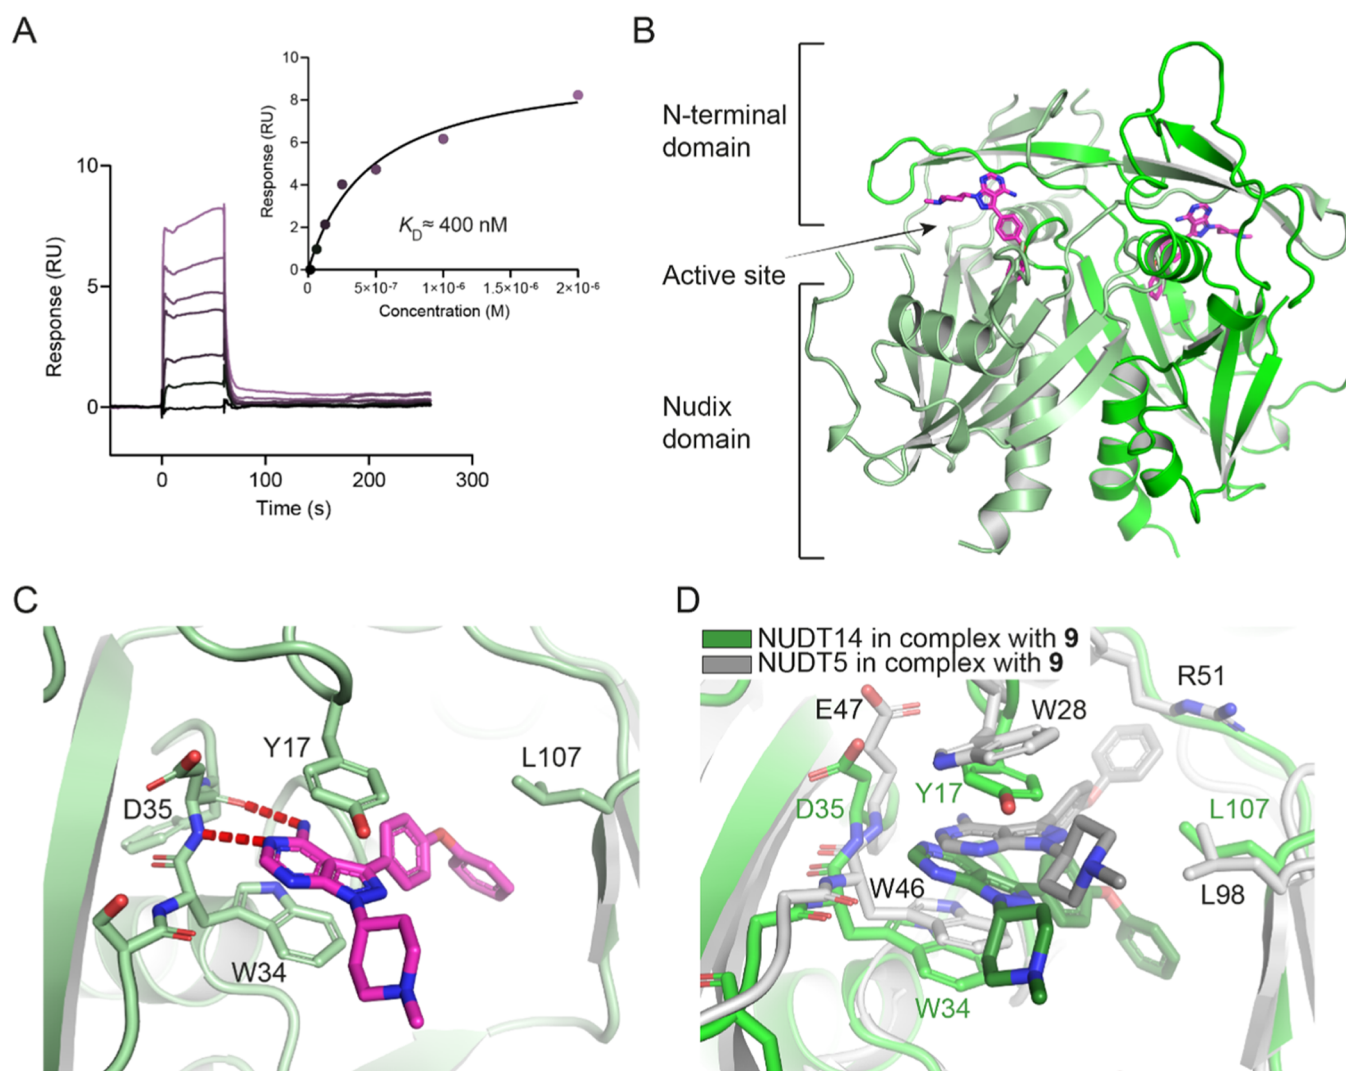 A
10
5
0
Response (RU)
0
100
200
300
Time (s)
10
8
6
4
2
0
Response (RU)
K_D ≈ 400 nM
0
5×10⁻⁷
1×10⁻⁶
1.5×10⁻⁶
2×10⁻⁶
Concentration (M)
B
N-terminal
domain
Active site
Nudix
domain
C
Y17
L107
D35
W34
D
NUDT14 in complex with 9
NUDT5 in complex with 9
R51
E47
W28
D35
Y17
L107
W46
L98
W34